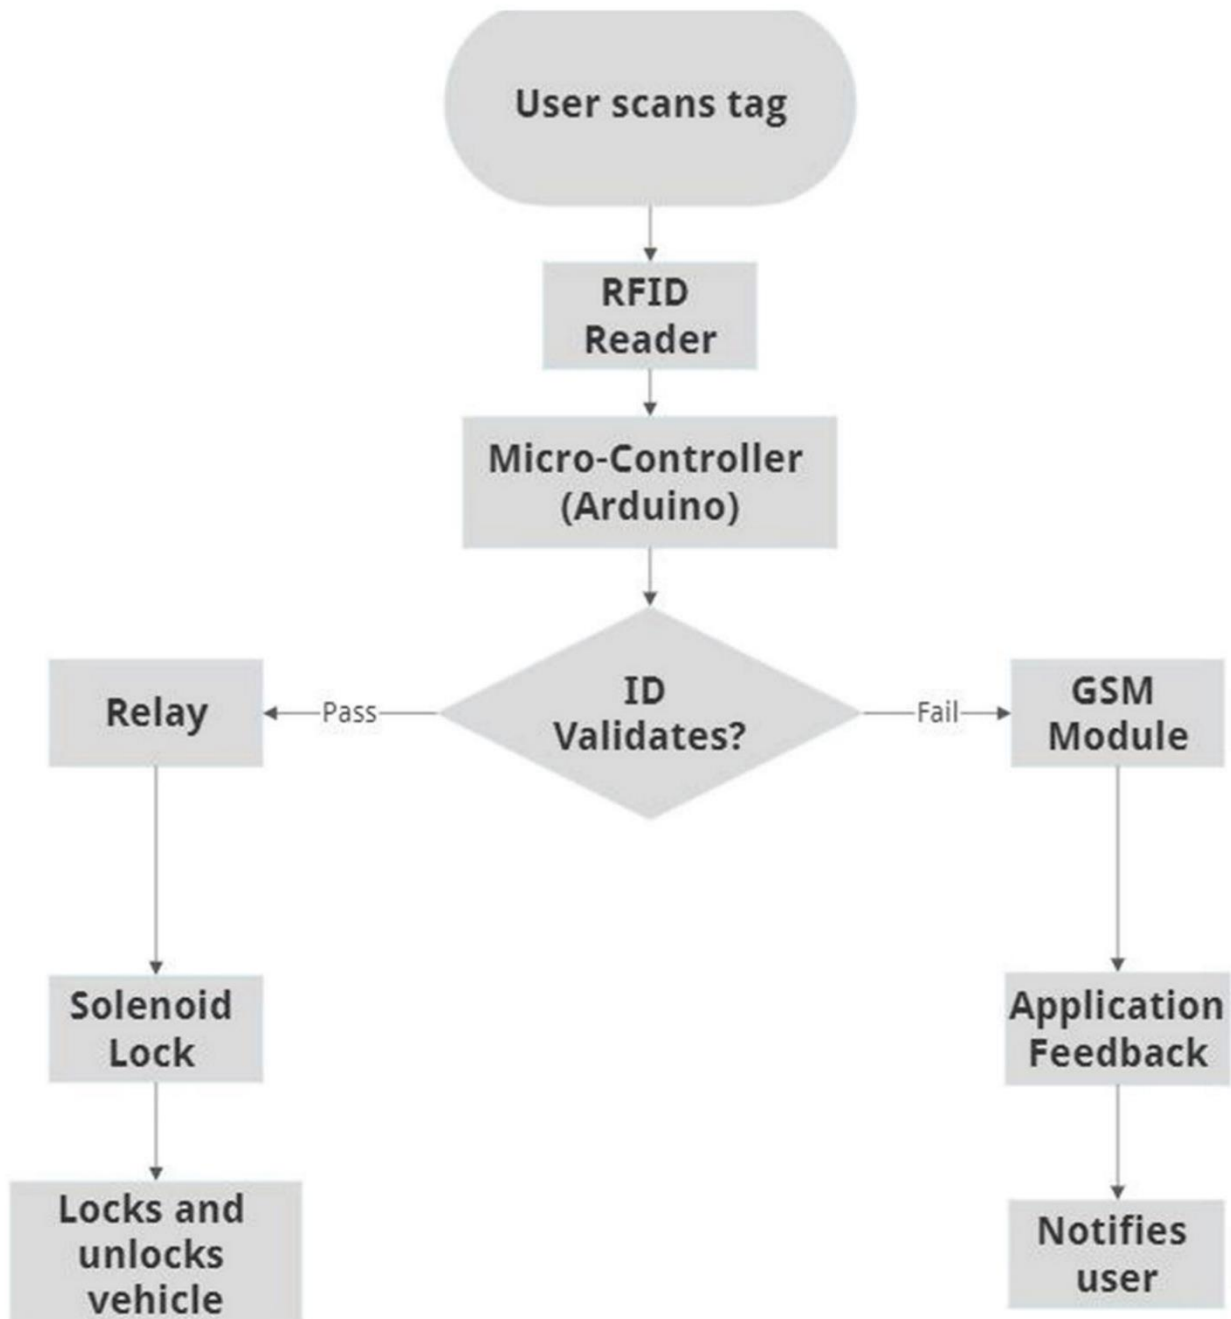 User scans tag
RFID
Reader
Micro-Controller
(Arduino)
ID
Validates?
Pass
Fail
Relay
GSM
Module
Solenoid
Lock
Application
Feedback
Locks and
unlocks
vehicle
Notifies
user